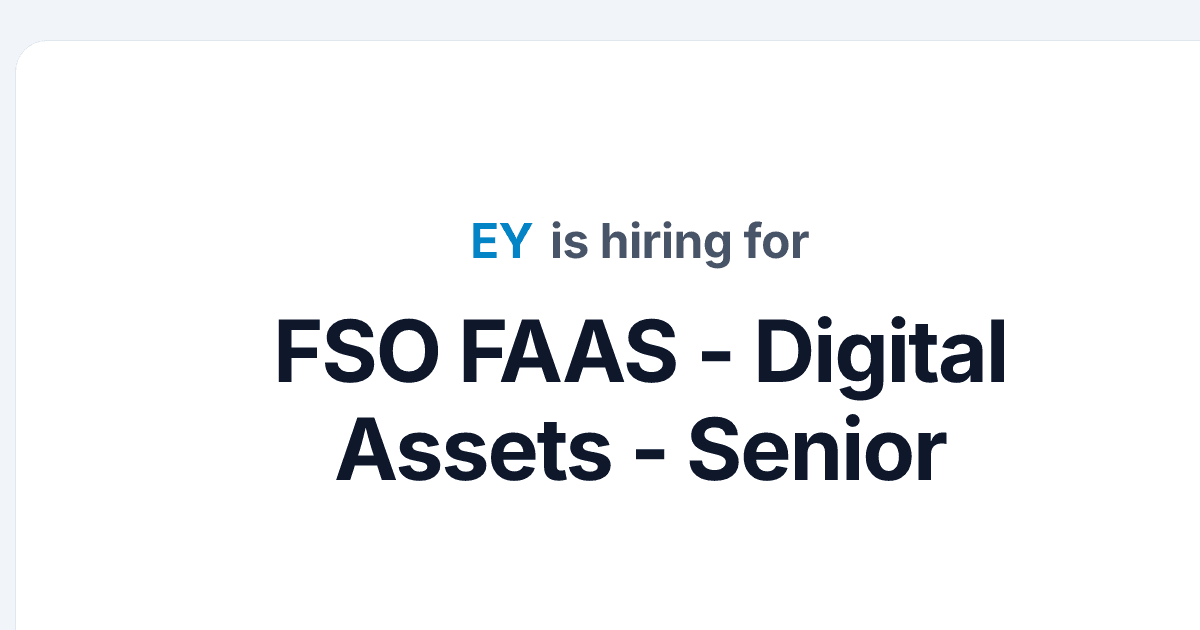 EY is hiring for
FSO FAAS - Digital
Assets - Senior